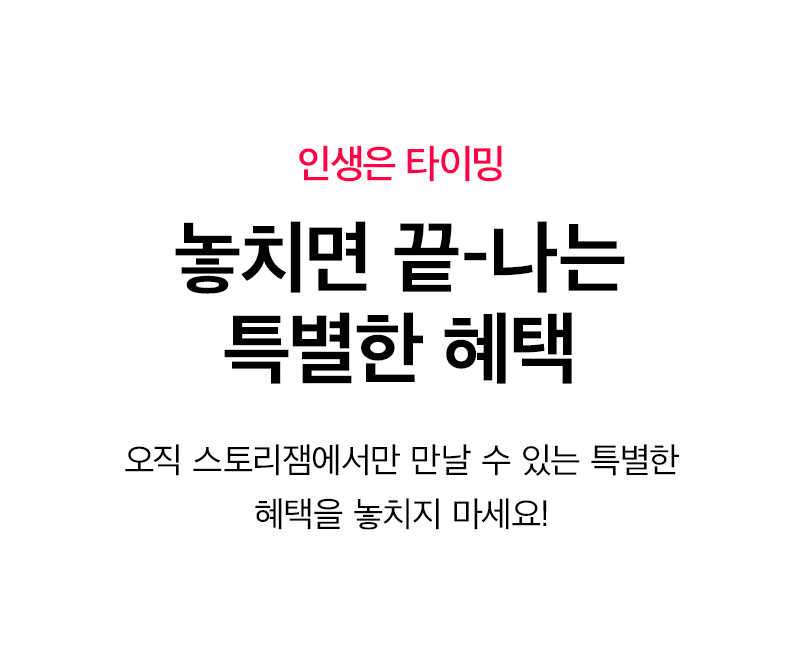 인생은 타이밍
놓치면 끝-나는
특별한 혜택
오직 스토리잼에서만 만날 수 있는 특별한
혜택을 놓치지 마세요!